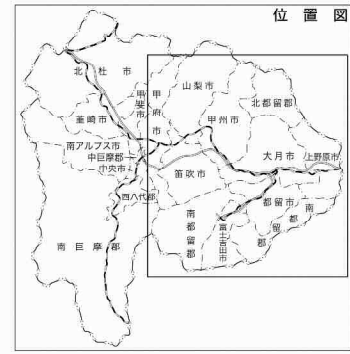 位置図
北杜市
山梨市
北都留郡
甲斐市
甲府市
甲州市
韮崎市
大月市
上野原市
南アルプス市
中巨摩郡
中央市
笛吹市
西八代郡
都留市
南都留郡
南都留郡
富士吉田市
南巨摩郡